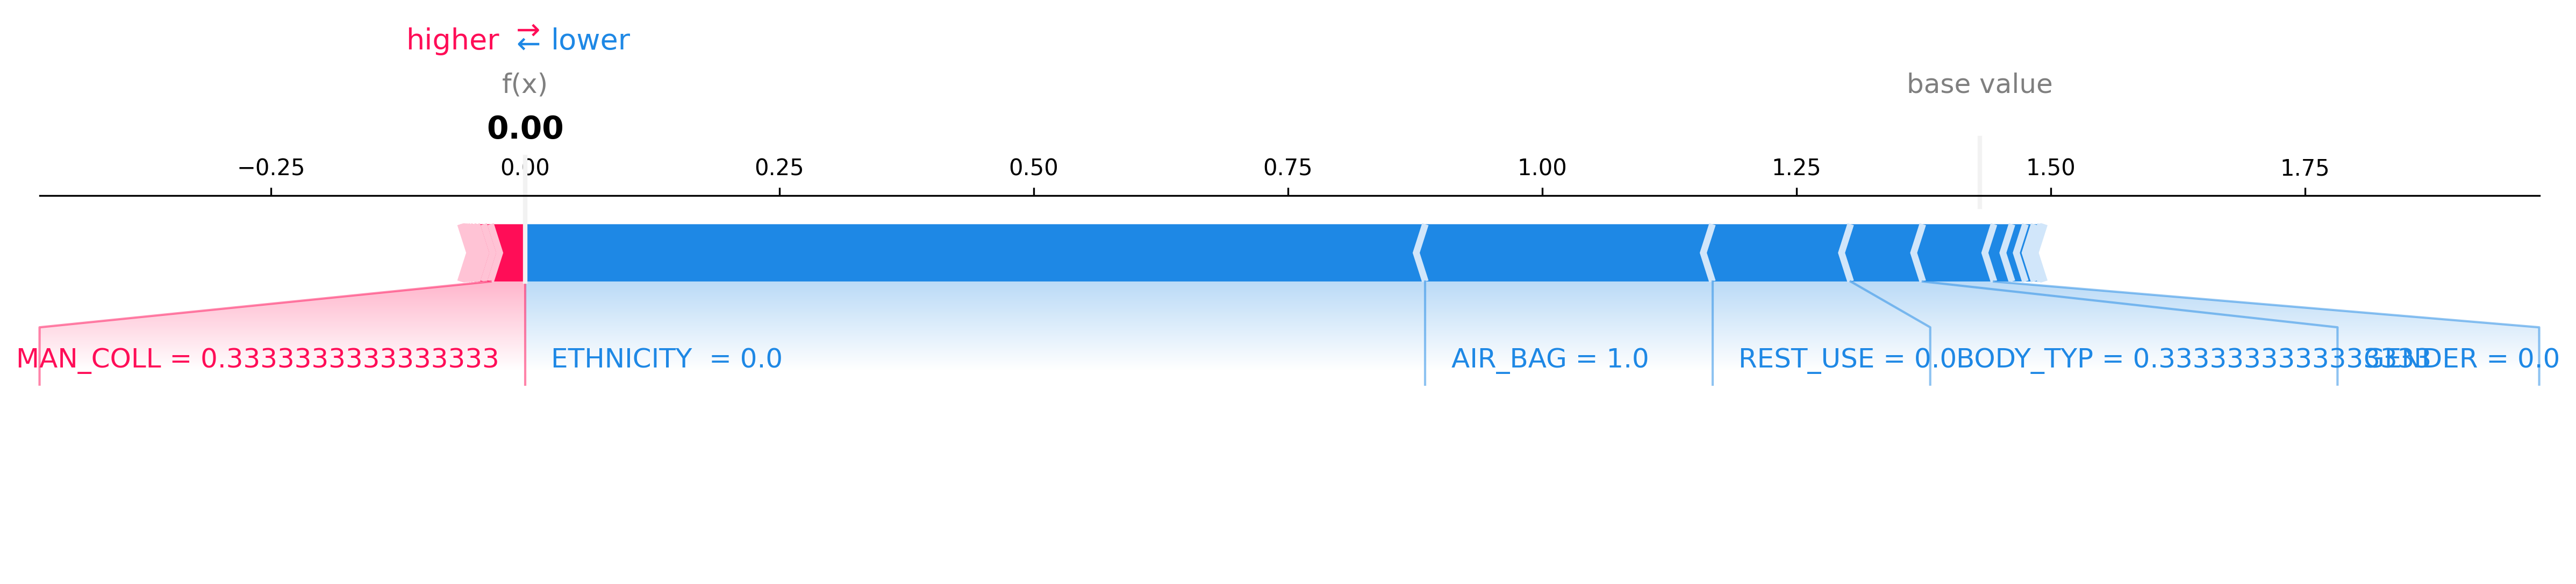 higher ⇄ lower
f(x)
base value
0.00
−0.25 0.00 0.25 0.50 0.75 1.00 1.25 1.50 1.75
MAN_COLL = 0.3333333333333333 ETHNICITY  = 0.0 AIR_BAG = 1.0 REST_USE = 0.0 BODY_TYP = 0.3333333333333333 GENDER = 0.0